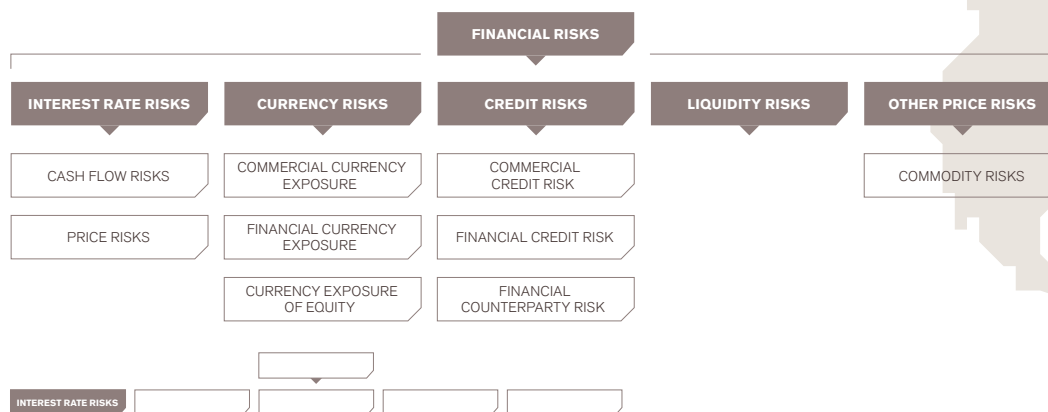 FINANCIAL RISKS
INTEREST RATE RISKS
CURRENCY RISKS
CREDIT RISKS
LIQUIDITY RISKS
OTHER PRICE RISKS
CASH FLOW RISKS
COMMERCIAL CURRENCY
EXPOSURE
COMMERCIAL
CREDIT RISK
COMMODITY RISKS
PRICE RISKS
FINANCIAL CURRENCY
EXPOSURE
FINANCIAL CREDIT RISK
CURRENCY EXPOSURE
OF EQUITY
FINANCIAL
COUNTERPARTY RISK
INTEREST RATE RISKS